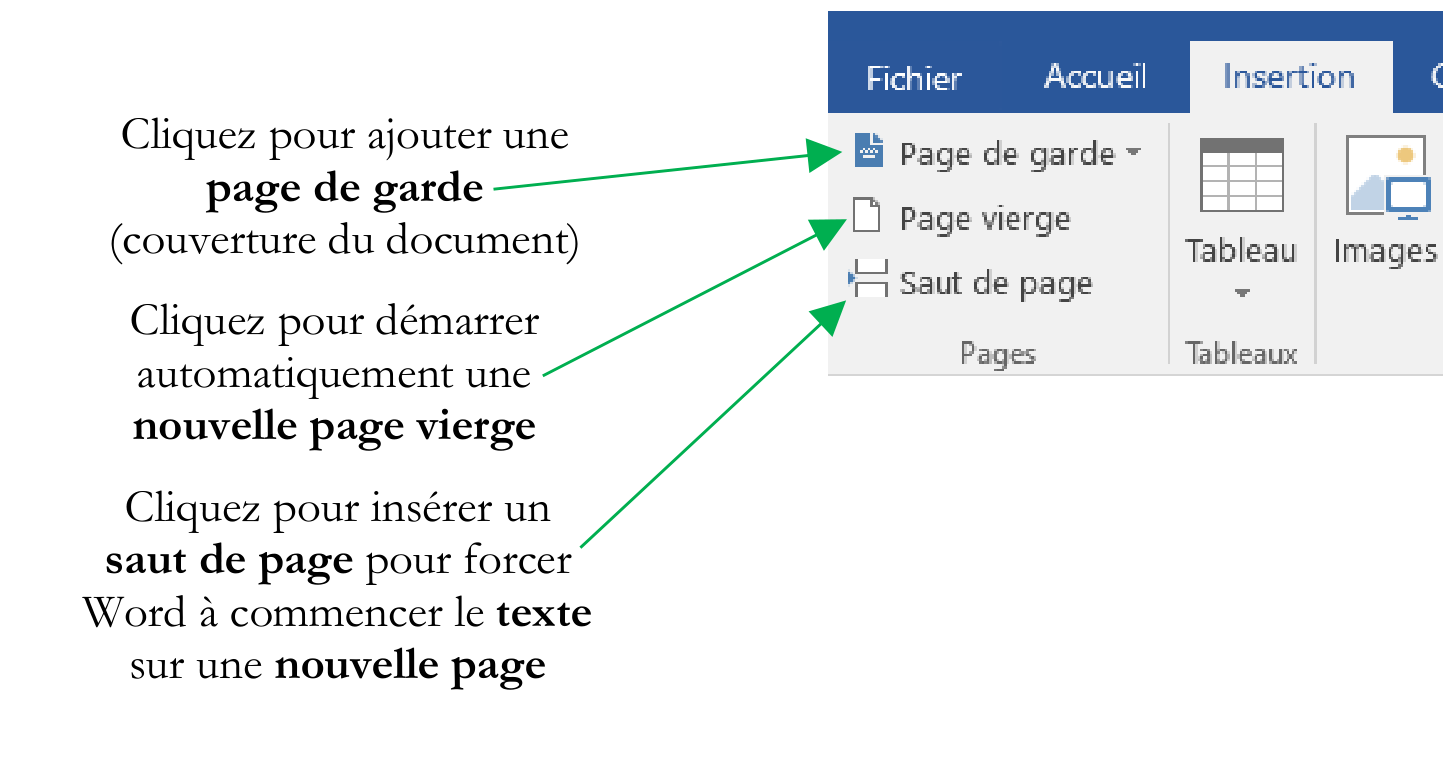 Fichier Accueil Insertion
Cliquez pour ajouter une
page de garde
(couverture du document)
Cliquez pour démarrer
automatiquement une
nouvelle page vierge
Cliquez pour insérer un
saut de page pour forcer
Word à commencer le texte
sur une nouvelle page
Page de garde
Page vierge
Saut de page
Pages
Tableau
Tableaux
Images